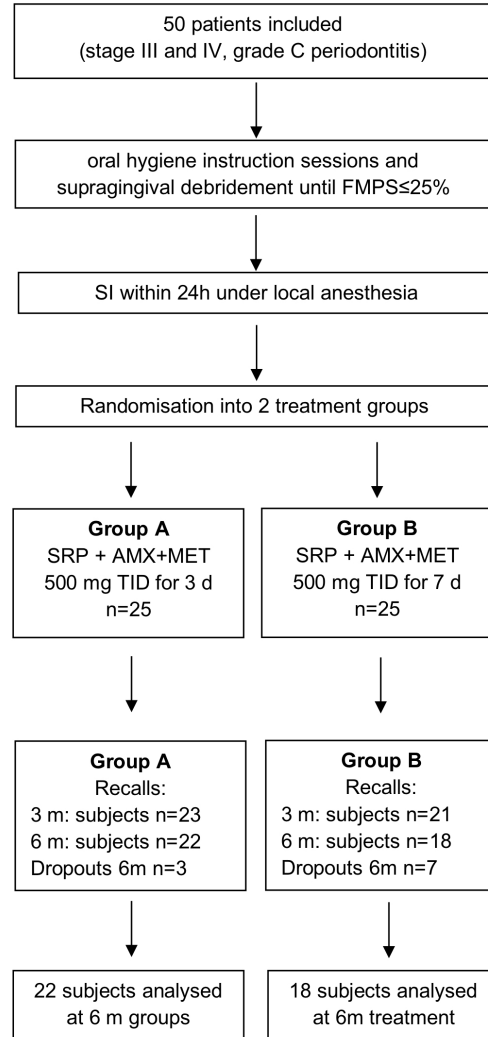 50 patients included
(stage III and IV, grade C periodontitis)
oral hygiene instruction sessions and
supragingival debridement until FMPS≤25%
SI within 24h under local anesthesia
Randomisation into 2 treatment groups
Group A
SRP + AMX+MET
500 mg TID for 3 d
n=25
Group B
SRP + AMX+MET
500 mg TID for 7 d
n=25
Group A
Recalls:
3 m: subjects n=23
6 m: subjects n=22
Dropouts 6m n=3
Group B
Recalls:
3 m: subjects n=21
6 m: subjects n=18
Dropouts 6m n=7
22 subjects analysed
at 6 m groups
18 subjects analysed
at 6m treatment